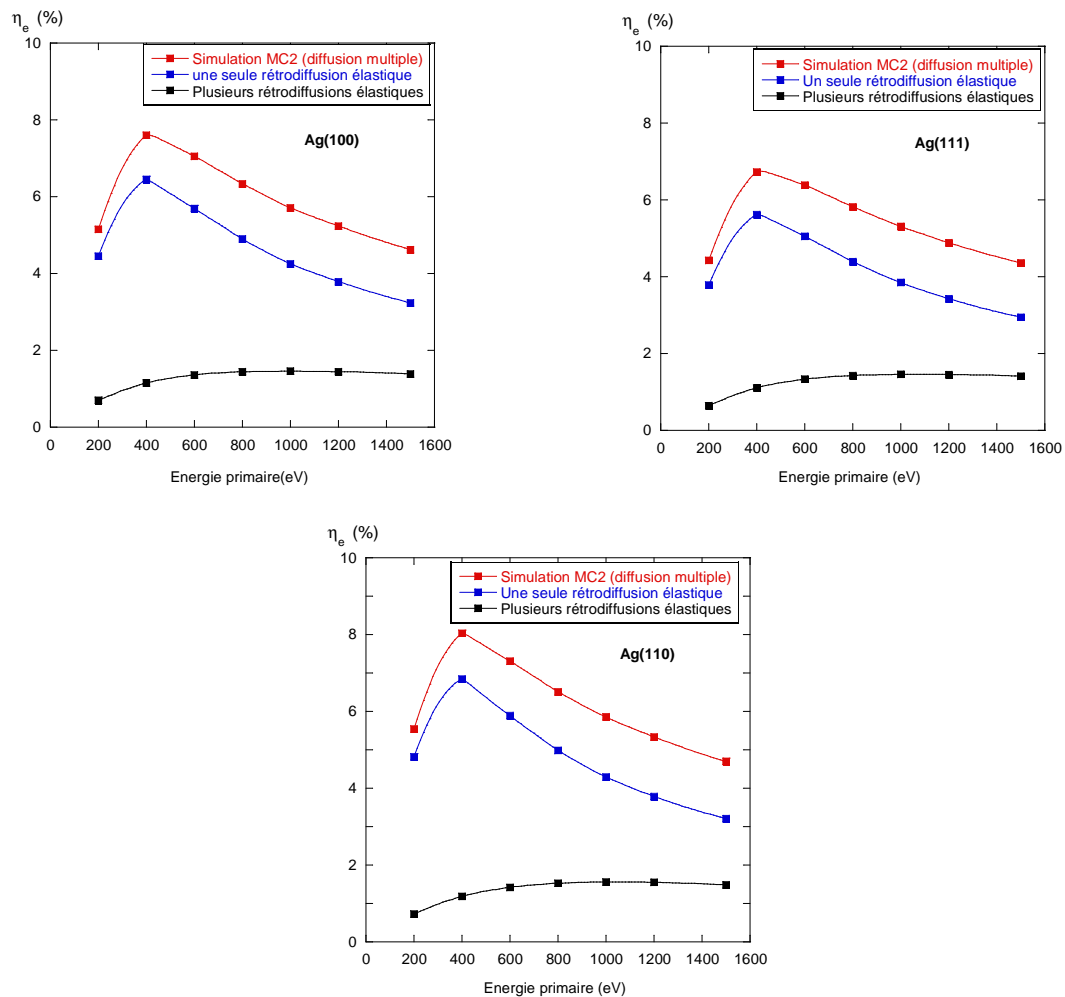 ηe (%)
10
8
6
4
2
0
Simulation MC2 (diffusion multiple)
une seule rétrodiffusion élastique
Plusieurs rétrodiffusions élastiques
Ag(100)
0 200 400 600 800 1000 1200 1400 1600
Energie primaire(eV)
ηe (%)
10
8
6
4
2
0
Simulation MC2 (diffusion multiple)
Un seule rétrodiffusion élastique
Plusieurs rétrodiffusions élastiques
Ag(111)
0 200 400 600 800 1000 1200 1400 1600
Energie primaire (eV)
ηe (%)
10
8
6
4
2
0
Simulation MC2 (diffusion multiple)
Une seule rétrodiffusion élastique
Plusieurs rétrodiffusions élastiques
Ag(110)
0 200 400 600 800 1000 1200 1400 1600
Energie primaire (eV)